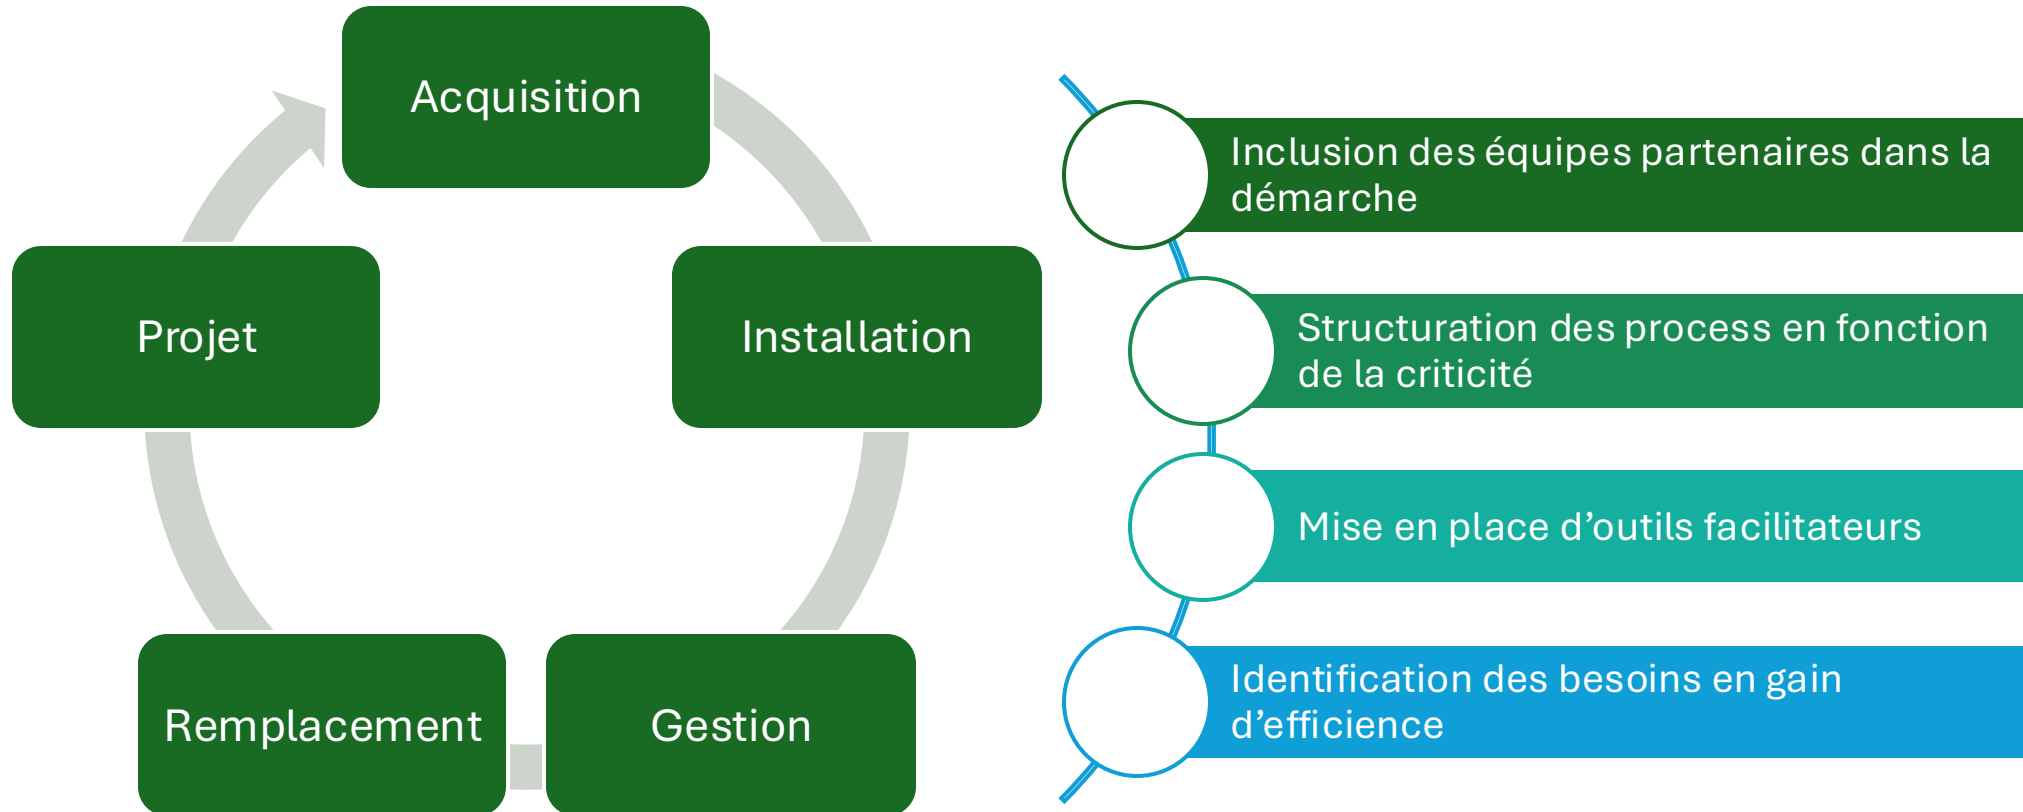 Acquisition
Installation
Gestion
Remplacement
Projet
Inclusion des équipes partenaires dans la
démarche
Structuration des process en fonction
de la criticité
Mise en place d’outils facilitateurs
Identification des besoins en gain
d’efficience